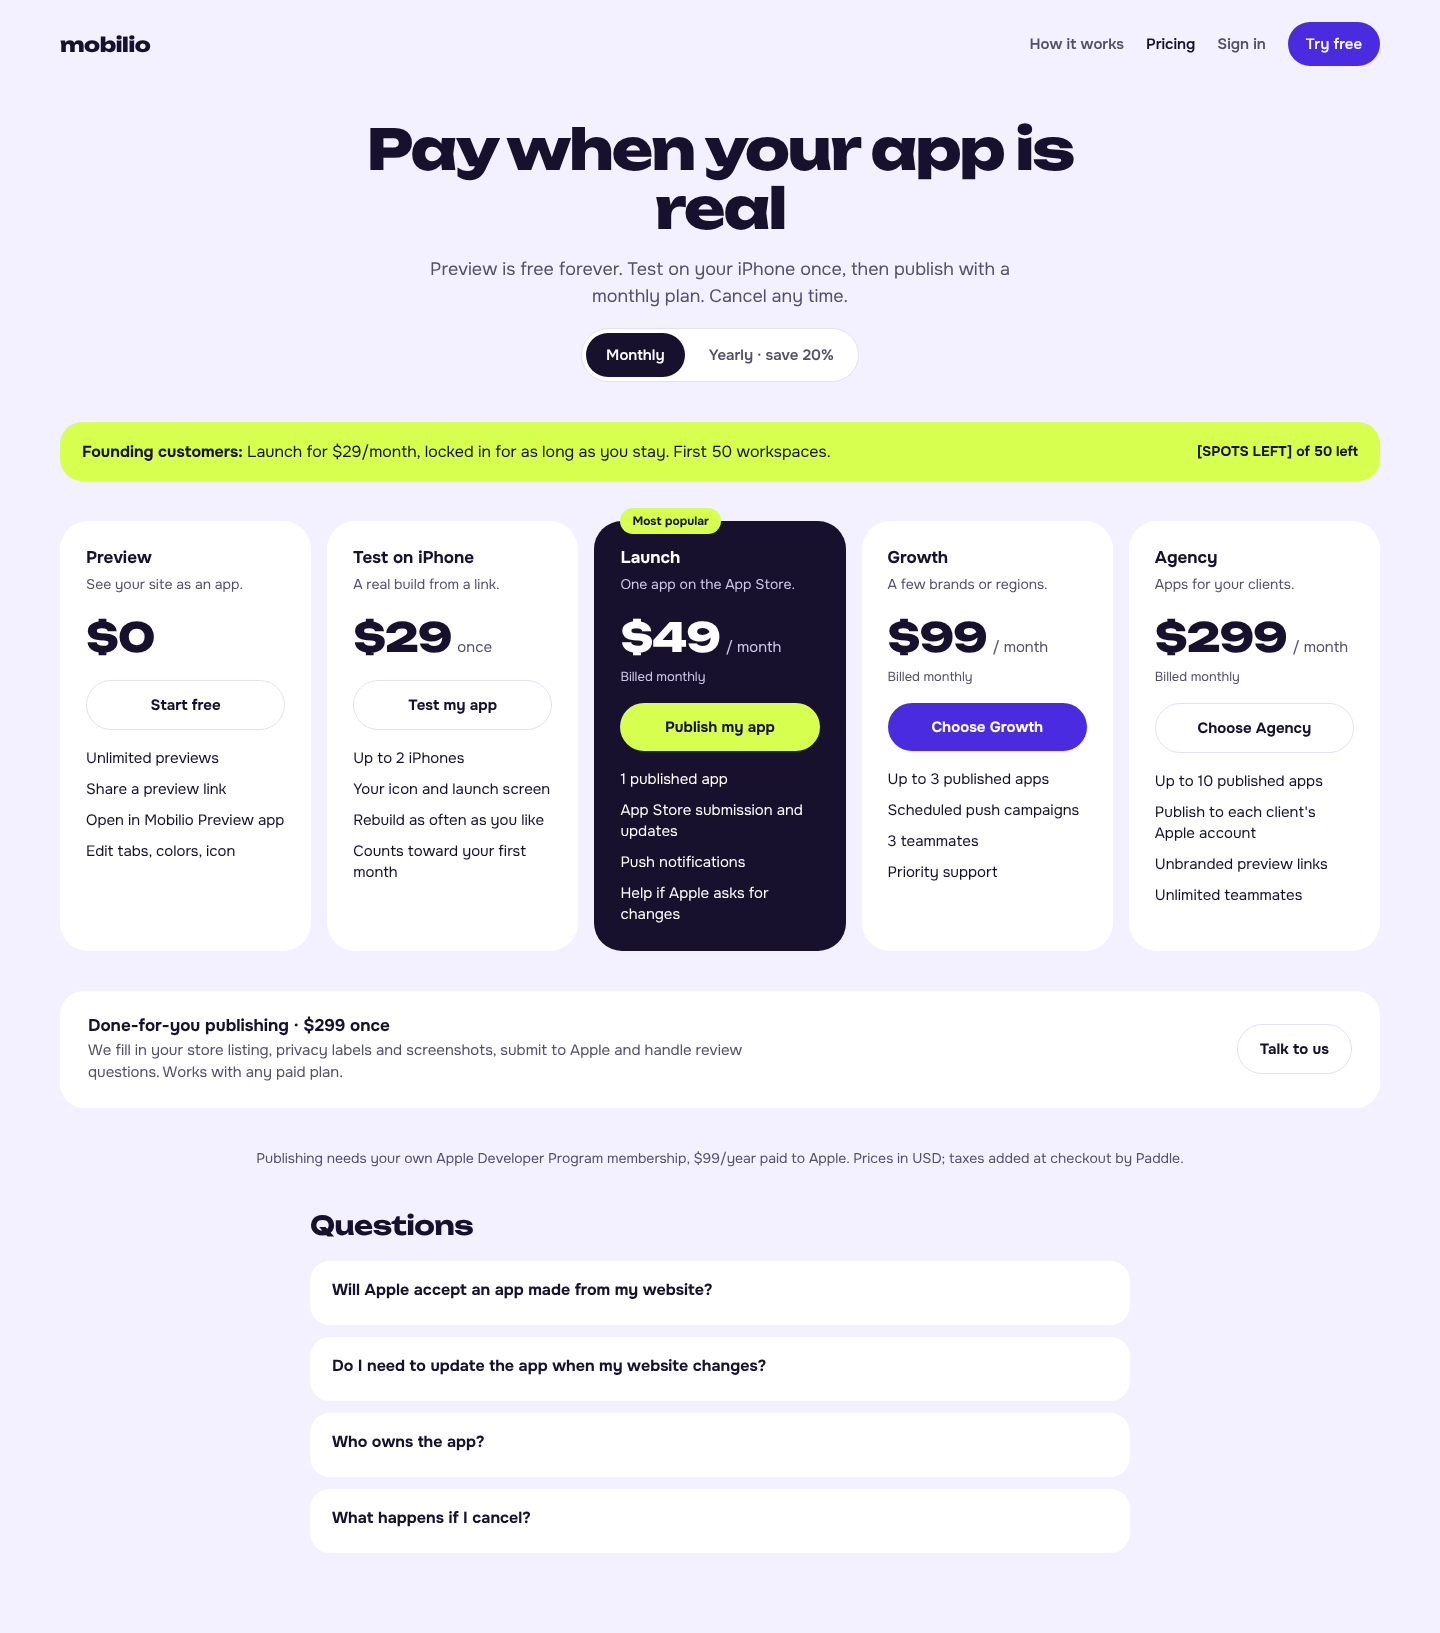 mobilio
How it works
Pricing
Sign in
Try free
Pay when your app is
real
Preview is free forever. Test on your iPhone once, then publish with a
monthly plan. Cancel any time.
Monthly
Yearly · save 20%
Founding customers: Launch for $29/month, locked in for as long as you stay. First 50 workspaces.
[SPOTS LEFT] of 50 left
Preview
See your site as an app.
$0
Start free
Unlimited previews
Share a preview link
Open in Mobilio Preview app
Edit tabs, colors, icon
Test on iPhone
A real build from a link.
$29 once
Test my app
Up to 2 iPhones
Your icon and launch screen
Rebuild as often as you like
Counts toward your first
month
Most popular
Launch
One app on the App Store.
$49 / month
Billed monthly
Publish my app
1 published app
App Store submission and
updates
Push notifications
Help if Apple asks for
changes
Growth
A few brands or regions.
$99 / month
Billed monthly
Choose Growth
Up to 3 published apps
Scheduled push campaigns
3 teammates
Priority support
Agency
Apps for your clients.
$299 / month
Billed monthly
Choose Agency
Up to 10 published apps
Publish to each client's
Apple account
Unbranded preview links
Unlimited teammates
Done-for-you publishing · $299 once
We fill in your store listing, privacy labels and screenshots, submit to Apple and handle review
questions. Works with any paid plan.
Talk to us
Publishing needs your own Apple Developer Program membership, $99/year paid to Apple. Prices in USD; taxes added at checkout by Paddle.
Questions
Will Apple accept an app made from my website?
Do I need to update the app when my website changes?
Who owns the app?
What happens if I cancel?